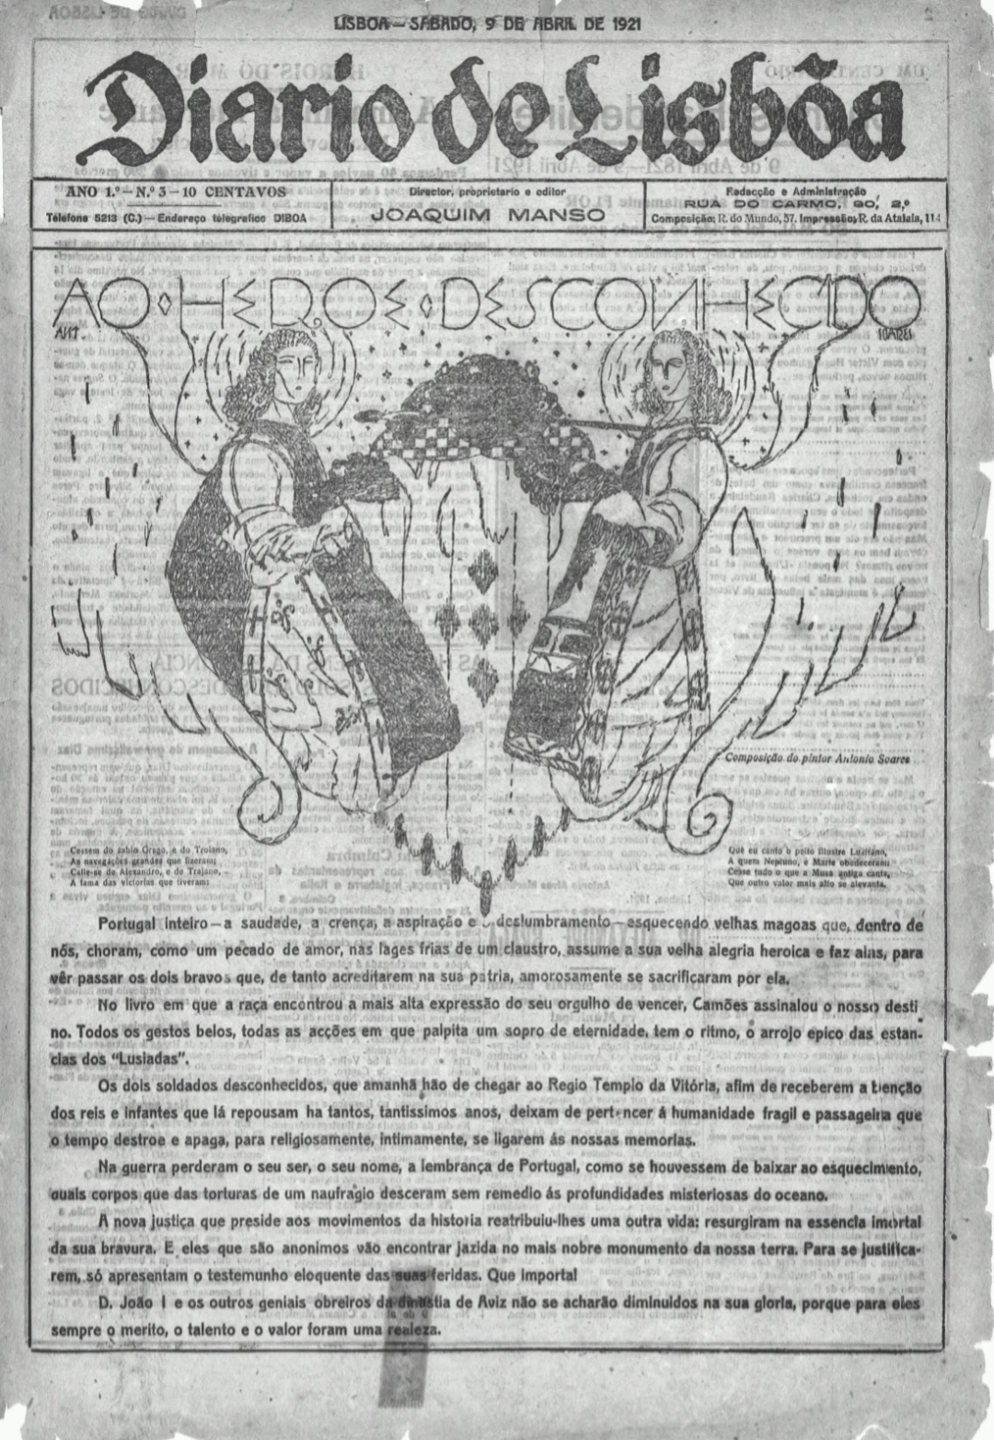 LISBOA — SABADO, 9 DE ABRIL DE 1921
Diario de Lisbôa
ANO 1.º — N.º 3 — 10 CENTAVOS
Telefone 5213 (C.) — Endereço telegrafico DIBOA
Director, proprietario e editor
JOAQUIM MANSO
Redacção e Administração
RUA DO CARMO, 90, 2.º
Composição: R. do Mundo, 57. Impressão, R. da Atalaia, 114
AO HEROE DESCONHECIDO
ANT. SOARES
Composição do pintor Antonio Soares
Cessem do sabio Grego, e do Troiano,
As navegações grandes que fizeram;
Calle-se de Alexandro, e de Trajano,
A fama das victorias que tiveram:
Que eu canto o peito illustre Lusitano,
A quem Neptuno, e Marte obedeceram;
Cesse tudo o que a Musa antiga canta,
Que outro valor mais alto se alevanta.
Portugal inteiro — a saudade, a crença, a aspiração e o deslumbramento — esquecendo velhas magoas que, dentro de
nós, choram, como um pecado de amor, nas lages frias de um claustro, assume a sua velha alegria heroica e faz alas, para
vêr passar os dois bravos que, de tanto acreditarem na sua patria, amorosamente se sacrificaram por ela.
No livro em que a raça encontrou a mais alta expressão do seu orgulho de vencer, Camões assinalou o nosso desti
no. Todos os gestos belos, todas as acções em que palpita um sopro de eternidade, tem o ritmo, o arrojo epico das estan-
cias dos "Lusiadas".
Os dois soldados desconhecidos, que amanhã hão de chegar ao Regio Templo da Vitória, afim de receberem a benção
dos reis e infantes que lá repousam ha tantos, tantissimos anos, deixam de pertencer á humanidade fragil e passageira que
o tempo destroe e apaga, para religiosamente, intimamente, se ligarem ás nossas memorias.
Na guerra perderam o seu ser, o seu nome, a lembrança de Portugal, como se houvessem de baixar ao esquecimento,
quais corpos que das torturas de um naufragio desceram sem remedio ás profundidades misteriosas do oceano.
A nova justiça que preside aos movimentos da historia reatribuiu-lhes uma outra vida: resurgiram na essencia imortal
da sua bravura. E eles que são anonimos vão encontrar jazida no mais nobre monumento da nossa terra. Para se justifica-
rem, só apresentam o testemunho eloquente das suas feridas. Que importa!
D. João I e os outros geniais obreiros da dinastia de Aviz não se acharão diminuidos na sua gloria, porque para eles
sempre o merito, o talento e o valor foram uma realeza.